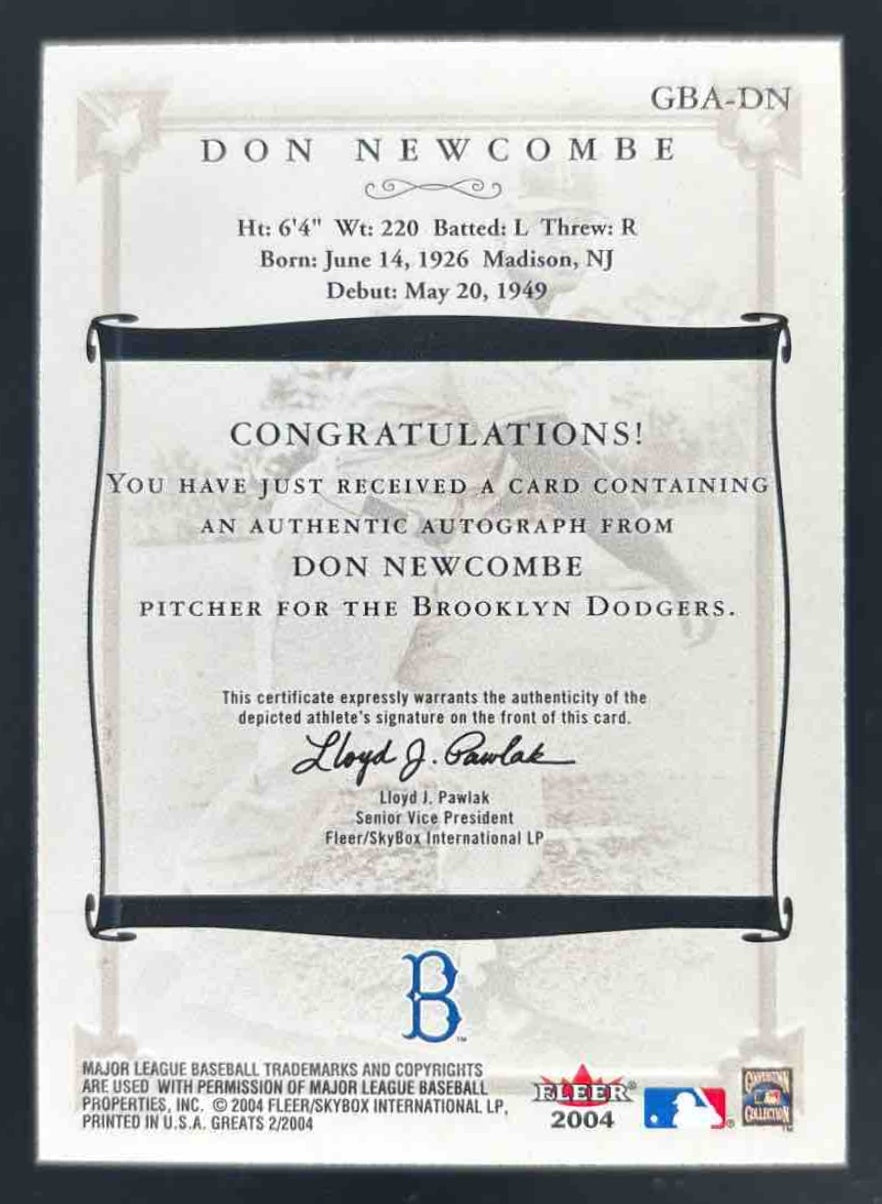 GBA-DN
DON NEWCOMBE
Ht: 6'4" Wt: 220 Batted: L Threw: R
Born: June 14, 1926 Madison, NJ
Debut: May 20, 1949
CONGRATULATIONS!
YOU HAVE JUST RECEIVED A CARD CONTAINING
AN AUTHENTIC AUTOGRAPH FROM
DON NEWCOMBE
PITCHER FOR THE BROOKLYN DODGERS.
This certificate expressly warrants the authenticity of the
depicted athlete's signature on the front of this card.
Lloyd J. Pawlak
Lloyd J. Pawlak
Senior Vice President
Fleer/SkyBox International LP
B
TM
MAJOR LEAGUE BASEBALL TRADEMARKS AND COPYRIGHTS
ARE USED WITH PERMISSION OF MAJOR LEAGUE BASEBALL
PROPERTIES, INC. © 2004 FLEER/SKYBOX INTERNATIONAL LP,
PRINTED IN U.S.A. GREATS 2/2004
FLEER®
2004
®
COOPERSTOWN
COLLECTION
TM